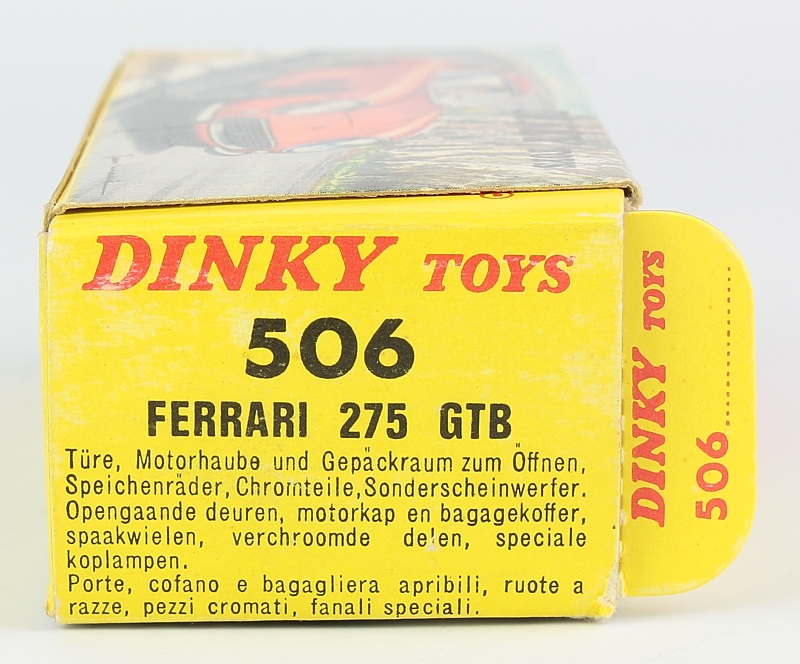 DINKY TOYS
506
FERRARI 275 GTB
Türe, Motorhaube und Gepäckraum zum Öffnen,
Speichenräder, Chromteile, Sonderscheinwerfer.
Opengaande deuren, motorkap en bagagekoffer,
spaakwielen, verchroomde delen, speciale
koplampen.
Porte, cofano e bagagliera apribili, ruote a
razze, pezzi cromati, fanali speciali.
DINKY TOYS
506..................